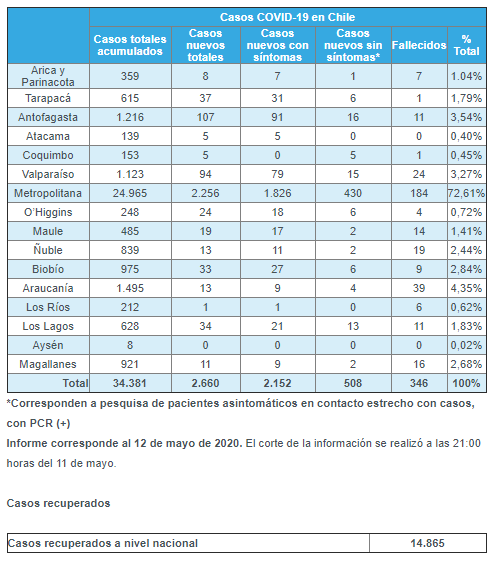 Casos COVID-19 en Chile
Casos totales acumulados Casos nuevos totales Casos nuevos con síntomas Casos nuevos sin síntomas* Fallecidos % Total
Arica y Parinacota 359 8 7 1 7 1.04%
Tarapacá 615 37 31 6 1 1,79%
Antofagasta 1.216 107 91 16 11 3,54%
Atacama 139 5 5 0 0 0,40%
Coquimbo 153 5 0 5 1 0,45%
Valparaíso 1.123 94 79 15 24 3,27%
Metropolitana 24.965 2.256 1.826 430 184 72,61%
O'Higgins 248 24 18 6 4 0,72%
Maule 485 19 17 2 14 1,41%
Ñuble 839 13 11 2 19 2,44%
Biobío 975 33 27 6 9 2,84%
Araucanía 1.495 13 9 4 39 4,35%
Los Ríos 212 1 1 0 6 0,62%
Los Lagos 628 34 21 13 11 1,83%
Aysén 8 0 0 0 0 0,02%
Magallanes 921 11 9 2 16 2,68%
Total 34.381 2.660 2.152 508 346 100%
*Corresponden a pesquisa de pacientes asintomáticos en contacto estrecho con casos,
con PCR (+)
Informe corresponde al 12 de mayo de 2020. El corte de la información se realizó a las 21:00
horas del 11 de mayo.
Casos recuperados
Casos recuperados a nivel nacional 14.865